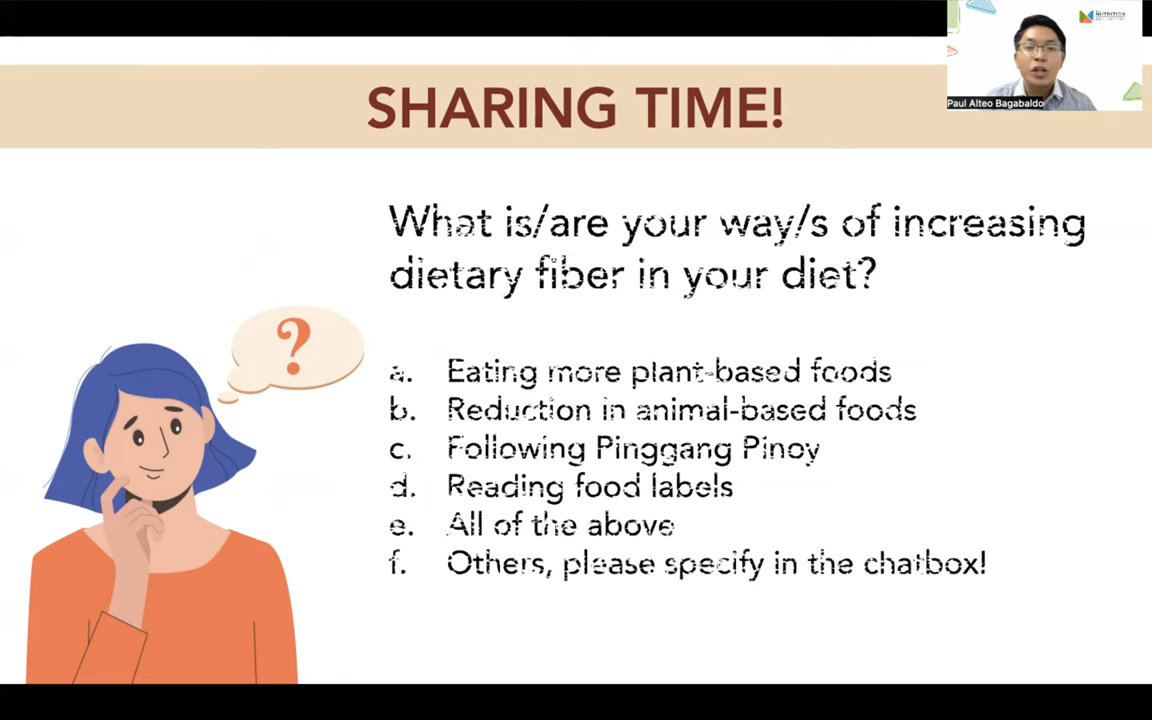 NUTRITION
Paul Alteo Bagabaldo
SHARING TIME!
What is/are your way/s of increasing
dietary fiber in your diet?
?
a. Eating more plant-based foods
b. Reduction in animal-based foods
c. Following Pinggang Pinoy
d. Reading food labels
e. All of the above
f. Others, please specify in the chatbox!